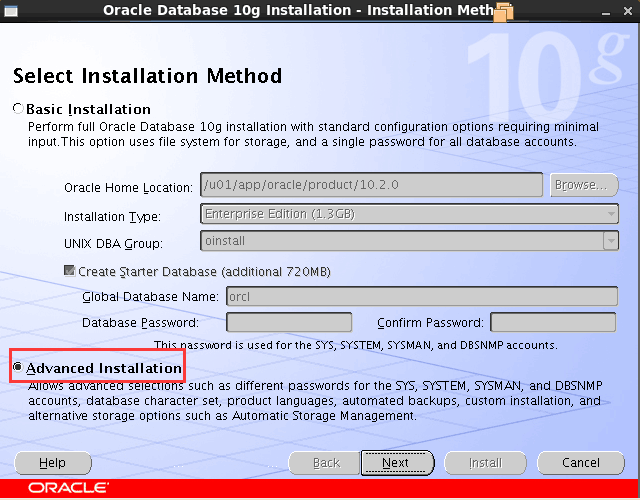 Oracle Database 10g Installation - Installation Meth
10g
Select Installation Method
Basic Installation
Perform full Oracle Database 10g installation with standard configuration options requiring minimal
input.This option uses file system for storage, and a single password for all database accounts.
Oracle Home Location: /u01/app/oracle/product/10.2.0 Browse...
Installation Type: Enterprise Edition (1.3GB)
UNIX DBA Group: oinstall
Create Starter Database (additional 720MB)
Global Database Name: orcl
Database Password: Confirm Password:
This password is used for the SYS, SYSTEM, SYSMAN, and DBSNMP accounts.
Advanced Installation
Allows advanced selections such as different passwords for the SYS, SYSTEM, SYSMAN, and DBSNMP
accounts, database character set, product languages, automated backups, custom installation, and
alternative storage options such as Automatic Storage Management.
Help Back Next Install Cancel
ORACLE